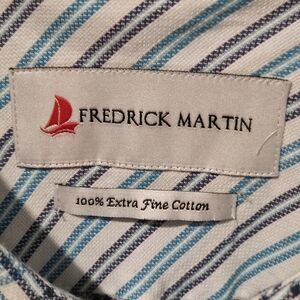 FREDRICK MARTIN
100% Extra Fine Cotton